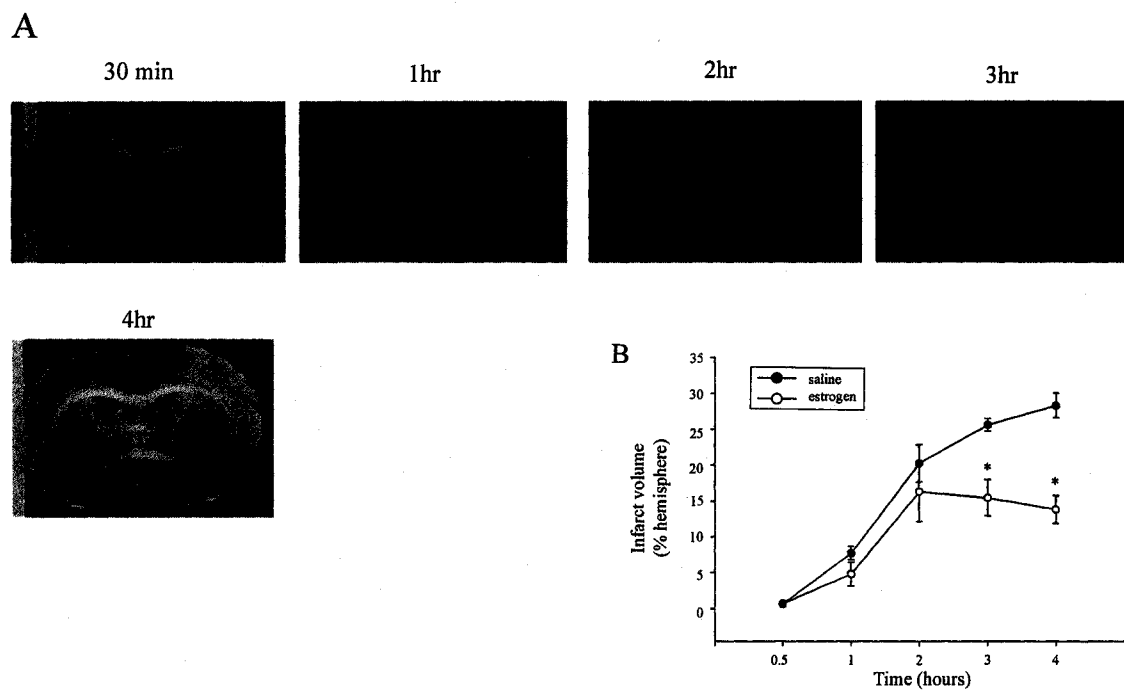 A
30 min
1hr
2hr
3hr
4hr
B
35
30
25
20
15
10
5
0
saline
estrogen
*
*
Infarct volume
(% hemisphere)
0.5
1
2
3
4
Time (hours)